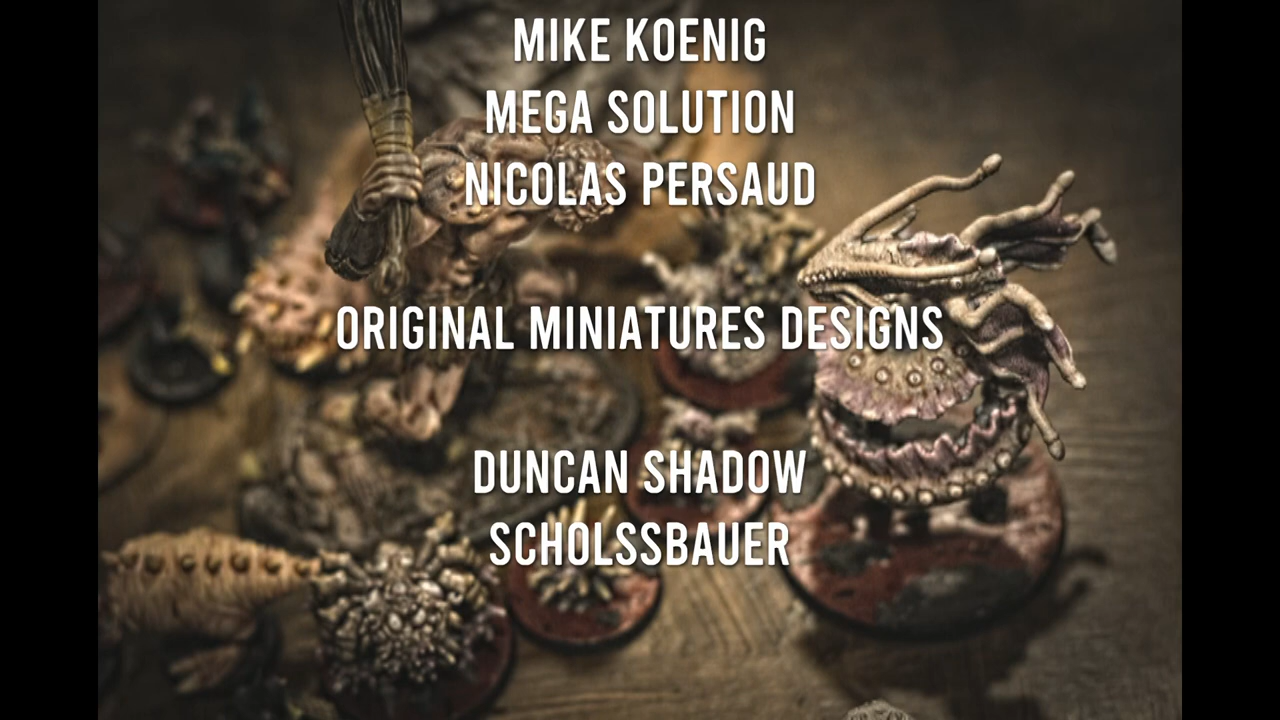 MIKE KOENIG
MEGA SOLUTION
NICOLAS PERSAUD
ORIGINAL MINIATURES DESIGNS
DUNCAN SHADOW
SCHOLSSBAUER